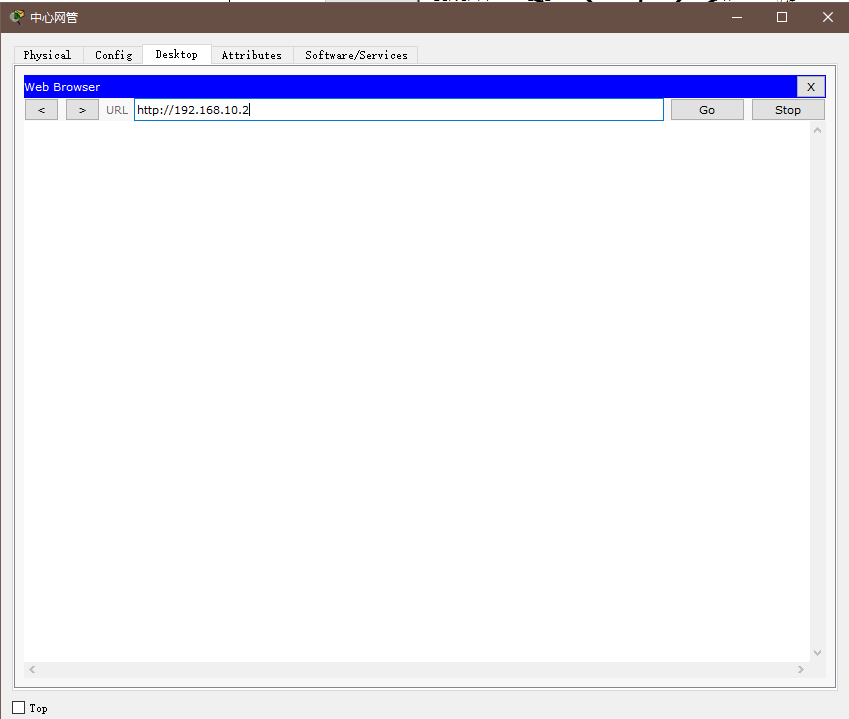 中心网管
Physical Config Desktop Attributes Software/Services
Web Browser X
< > URL http://192.168.10.2 Go Stop
Top